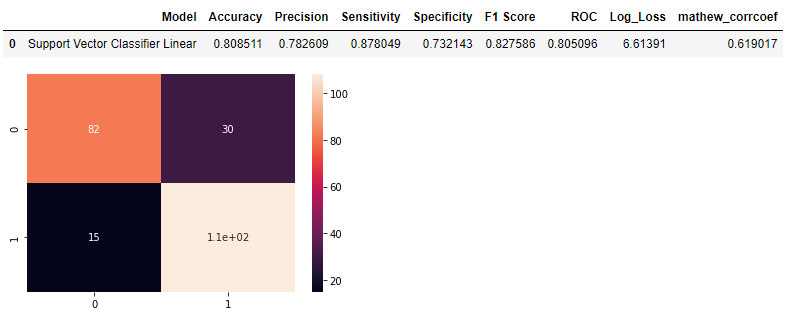 Model Accuracy Precision Sensitivity Specificity F1 Score ROC Log_Loss mathew_corrcoef
0 Support Vector Classifier Linear 0.808511 0.782609 0.878049 0.732143 0.827586 0.805096 6.61391 0.619017
100
0 82 30
80
60
40
1 15 1.1e+02
20
0 1